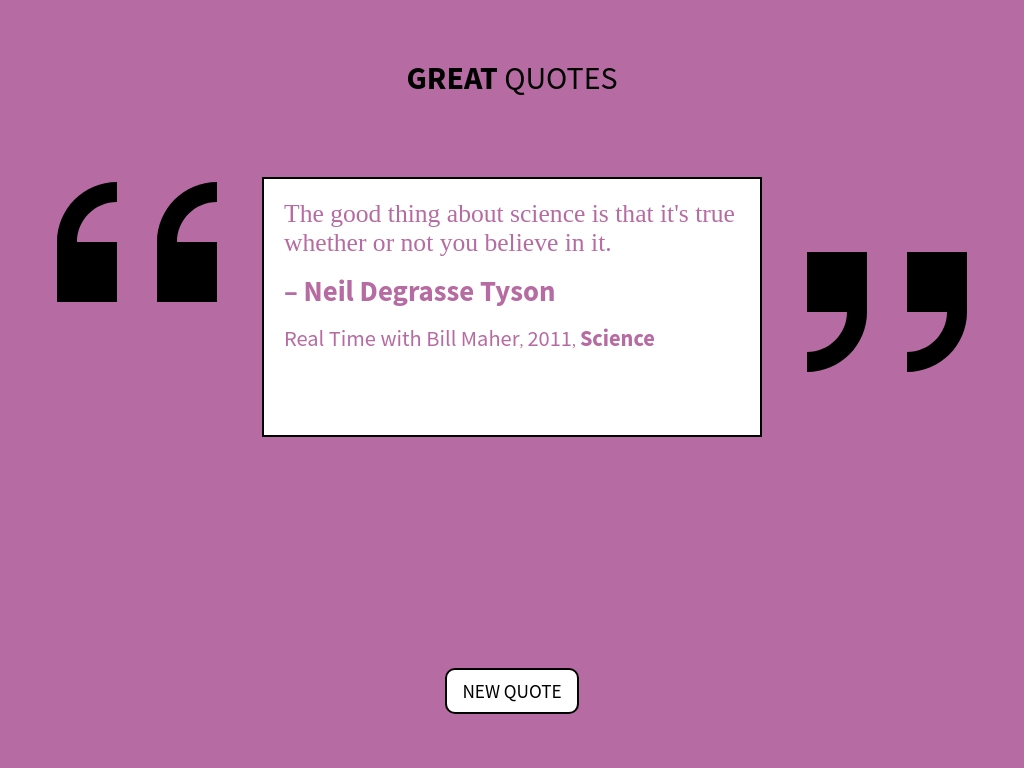 GREAT QUOTES
The good thing about science is that it's true
whether or not you believe in it.
– Neil Degrasse Tyson
Real Time with Bill Maher, 2011, Science
NEW QUOTE